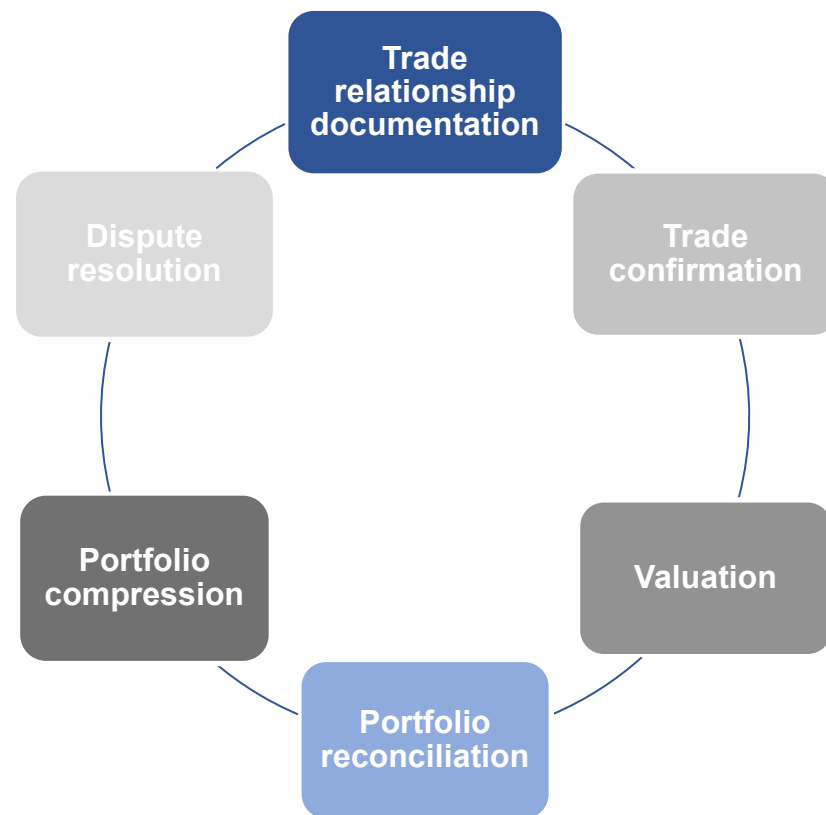 Trade
relationship
documentation
Trade
confirmation
Valuation
Portfolio
reconciliation
Portfolio
compression
Dispute
resolution